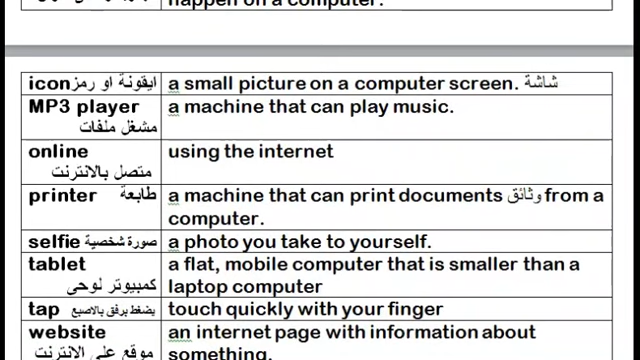 happen on a computer.
icon ايقونة او رمز
a small picture on a computer screen. شاشة
MP3 player
مشغل ملفات
a machine that can play music.
online
متصل بالانترنت
using the internet
printer طابعة
a machine that can print documents وثائق from a
computer.
selfie صورة شخصية
a photo you take to yourself.
tablet
كمبيوتر لوحى
a flat, mobile computer that is smaller than a
laptop computer
tap يضغط برفق بالاصبع
touch quickly with your finger
website
موقع على الانترنت
an internet page with information about
something.